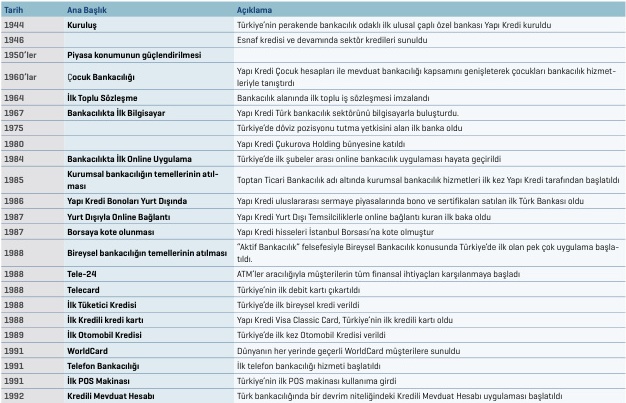 Tarih Ana Başlık Açıklama
1944 Kuruluş Türkiye'nin perakende bankacılık odaklı ilk ulusal çaplı özel bankası Yapı Kredi kuruldu
1946 Esnaf kredisi ve devamında sektör kredileri sunuldu
1950'ler Piyasa konumunun güçlendirilmesi
1960'lar Çocuk Bankacılığı Yapı Kredi Çocuk hesapları ile mevduat bankacılığı kapsamını genişleterek çocukları bankacılık hizmet-
leriyle tanıştırdı
1964 İlk Toplu Sözleşme Bankacılık alanında ilk toplu iş sözleşmesi imzalandı
1967 Bankacılıkta İlk Bilgisayar Yapı Kredi Türk bankacılık sektörünü bilgisayarla buluşturdu.
1975 Türkiye'de döviz pozisyonu tutma yetkisini alan ilk banka oldu
1980 Yapı Kredi Çukurova Holding bünyesine katıldı
1984 Bankacılıkta İlk Online Uygulama Türkiye'de ilk şubeler arası online bankacılık uygulaması hayata geçirildi
1985 Kurumsal bankacılığın temellerinin atıl-
ması Toptan Ticari Bankacılık adı altında kurumsal bankacılık hizmetleri ilk kez Yapı Kredi tarafından başlatıldı
1986 Yapı Kredi Bonoları Yurt Dışında Yapı Kredi uluslararası sermaye piyasalarında bono ve sertifikaları satılan ilk Türk Bankası oldu
1987 Yurt Dışıyla Online Bağlantı Yapı Kredi Yurt Dışı Temsilciliklerle online bağlantı kuran ilk baka oldu
1987 Borsaya kote olunması Yapı Kredi hisseleri İstanbul Borsası'na kote olmuştur
1988 Bireysel bankacılığın temellerinin atılması "Aktif Bankacılık" felsefesiyle Bireysel Bankacılık konusunda Türkiye'de ilk olan pek çok uygulama başla-
tıldı.
1988 Tele-24 ATM'ler aracılığıyla müşterilerin tüm finansal ihtiyaçları karşılanmaya başladı
1988 Telecard Türkiye'nin ilk debit kartı çıkartıldı
1988 İlk Tüketici Kredisi Türkiye'de ilk bireysel kredi verildi
1988 İlk Kredili kredi kartı Yapı Kredi Visa Classic Card, Türkiye'nin ilk kredili kartı oldu
1989 İlk Otomobil Kredisi Türkiye'de ilk kez Otomobil Kredisi verildi
1991 WorldCard Dünyanın her yerinde geçerli WorldCard müşterilere sunuldu
1991 Telefon Bankacılığı İlk telefon bankacılığı hizmeti başlatıldı
1991 İlk POS Makinası Türkiye'nin ilk POS makinası kullanıma girdi
1992 Kredili Mevduat Hesabı Türk bankacılığında bir devrim niteliğindeki Kredili Mevduat Hesabı uygulaması başlatıldı